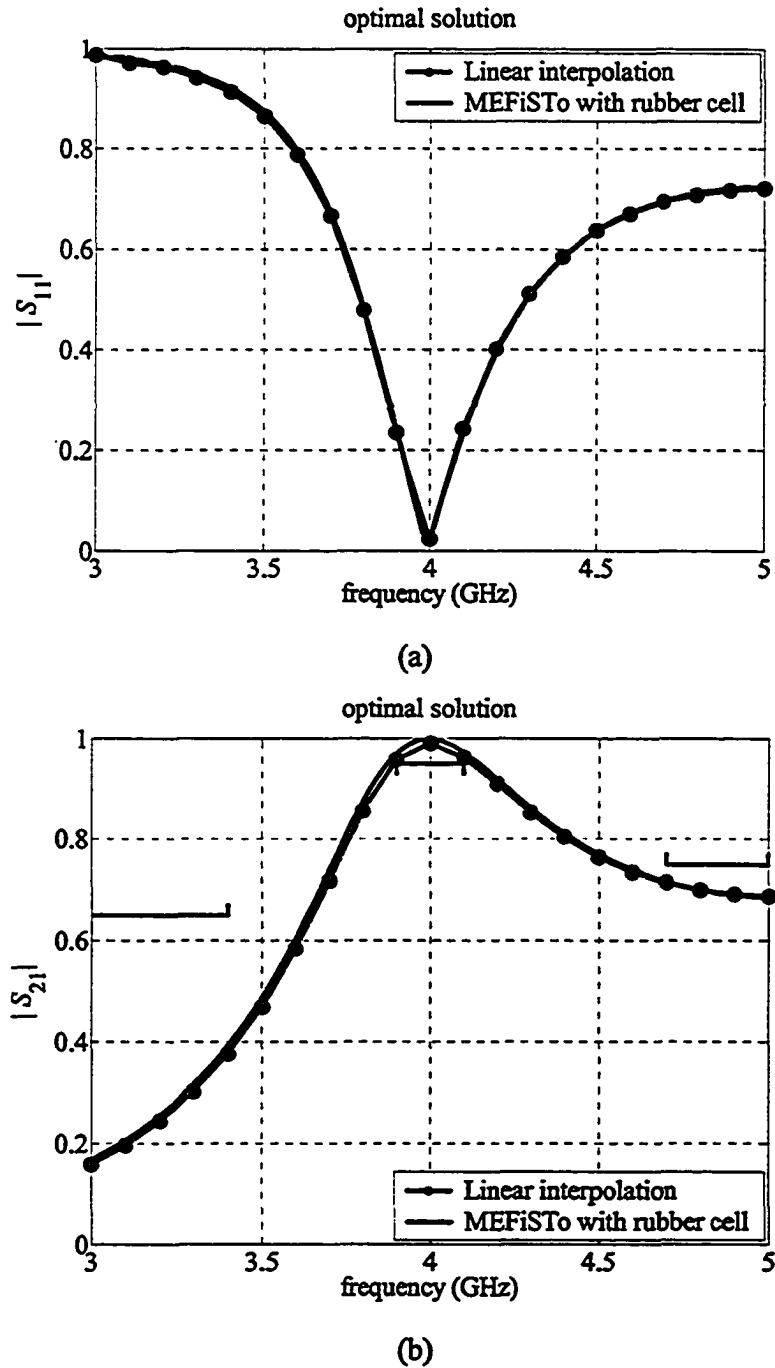 optimal solution
1
Linear interpolation
MEFiSTo with rubber cell
0.8
0.6
|S11|
0.4
0.2
0
3
3.5
4
4.5
5
frequency (GHz)
(a)
optimal solution
1
0.8
0.6
|S21|
0.4
0.2
Linear interpolation
MEFiSTo with rubber cell
0
3
3.5
4
4.5
5
frequency (GHz)
(b)